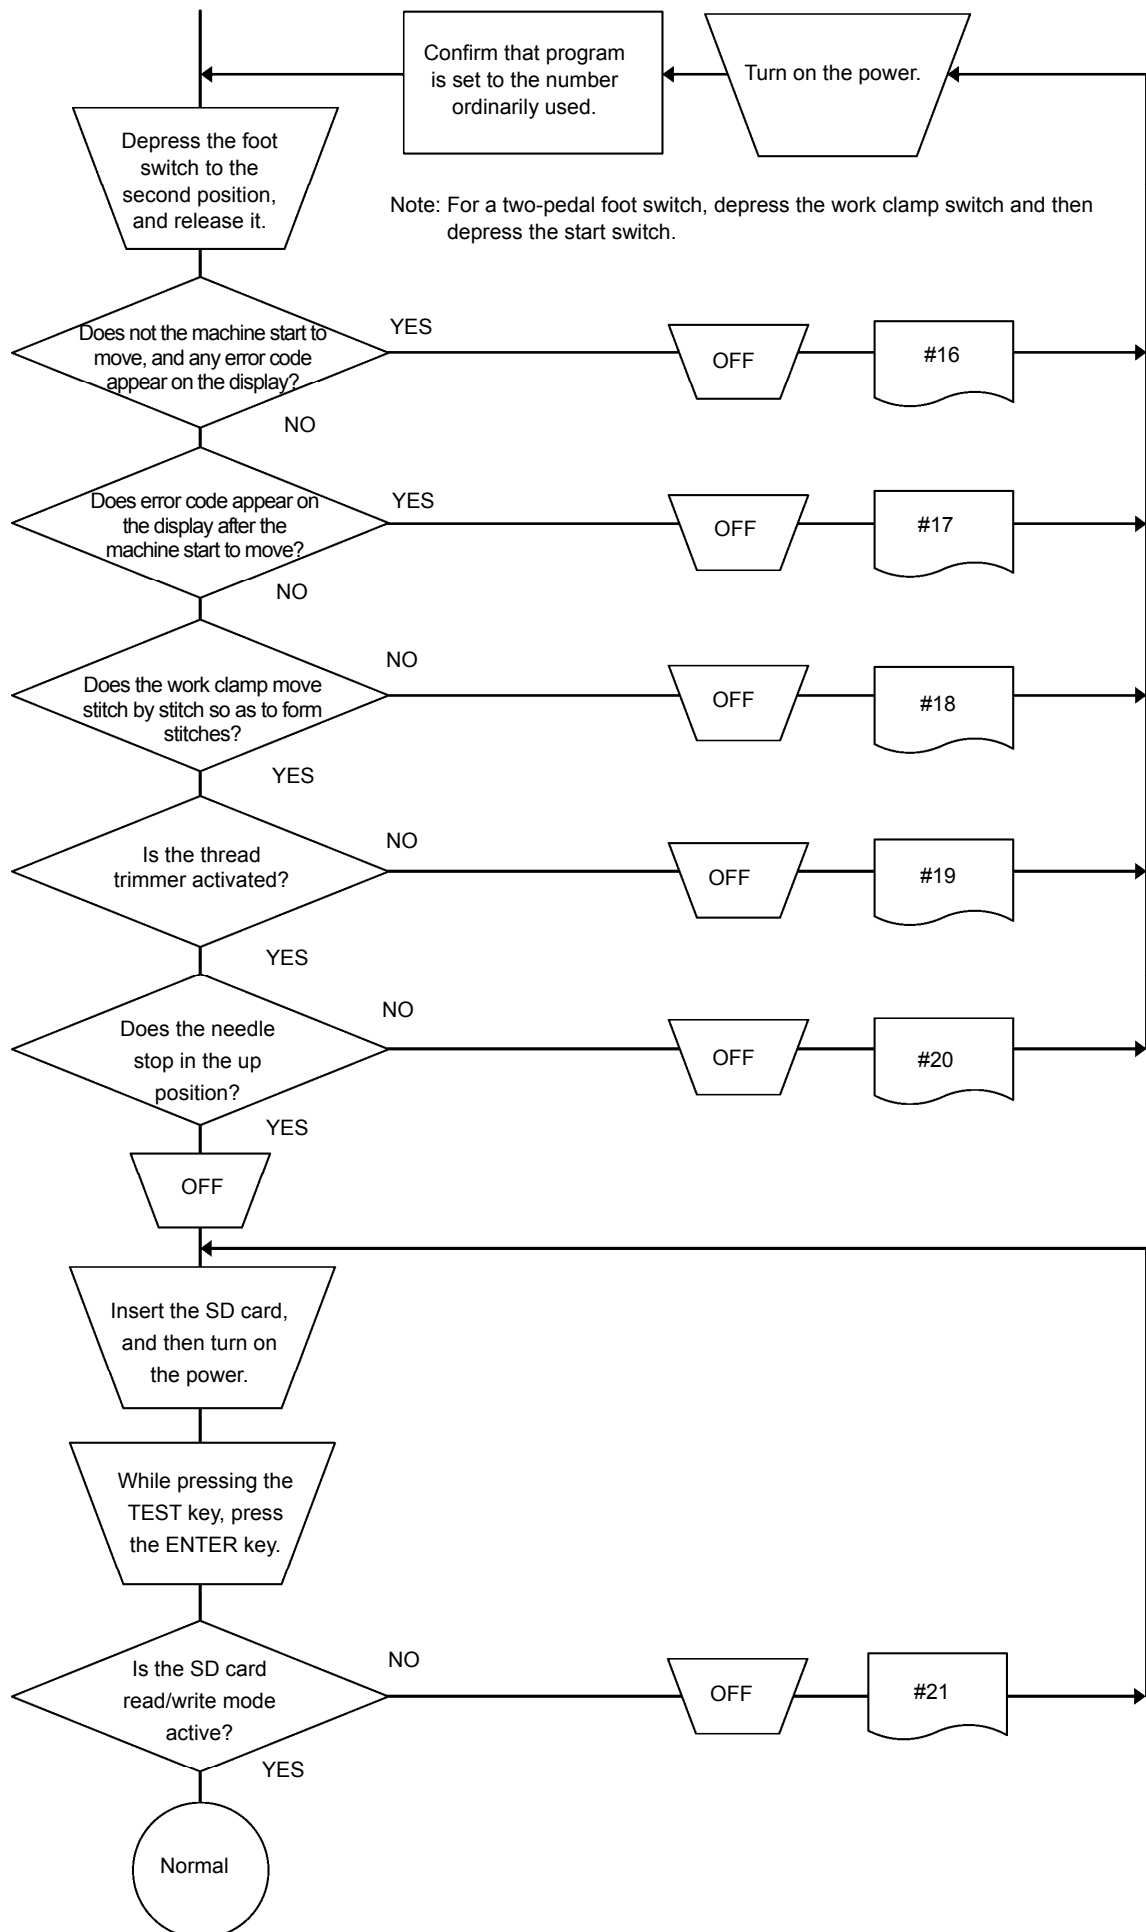 Confirm that program
is set to the number
ordinarily used.
Turn on the power.
Depress the foot
switch to the
second position,
and release it.
Note: For a two-pedal foot switch, depress the work clamp switch and then
depress the start switch.
Does not the machine start to
move, and any error code
appear on the display?
YES
OFF
#16
NO
Does error code appear on
the display after the
machine start to move?
YES
OFF
#17
NO
Does the work clamp move
stitch by stitch so as to form
stitches?
NO
OFF
#18
YES
Is the thread
trimmer activated?
NO
OFF
#19
YES
Does the needle
stop in the up
position?
NO
OFF
#20
YES
OFF
Insert the SD card,
and then turn on
the power.
While pressing the
TEST key, press
the ENTER key.
Is the SD card
read/write mode
active?
NO
OFF
#21
YES
Normal